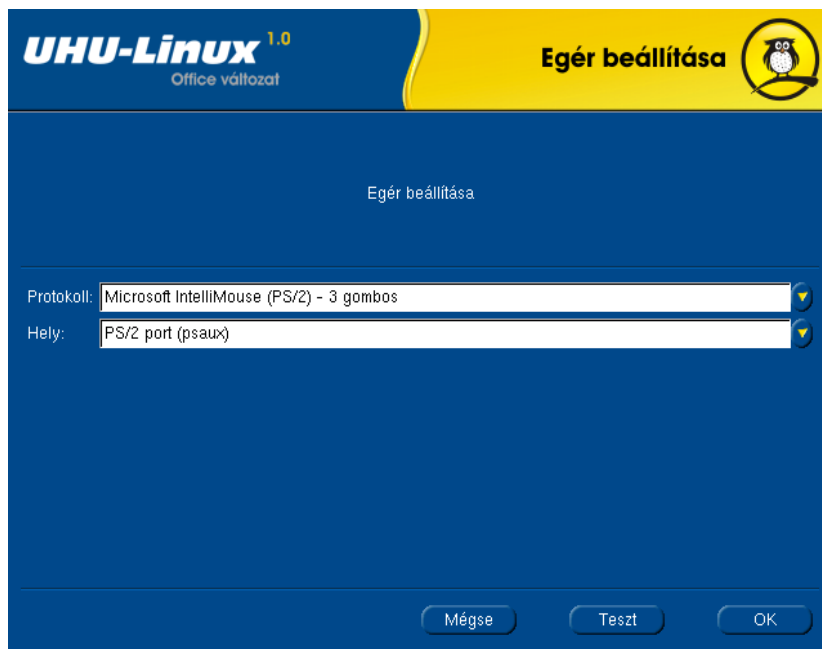 UHU-Linux 1.0
Office változat
Egér beállítása
Egér beállítása
Protokoll: Microsoft IntelliMouse (PS/2) - 3 gombos
Hely: PS/2 port (psaux)
Mégse Teszt OK